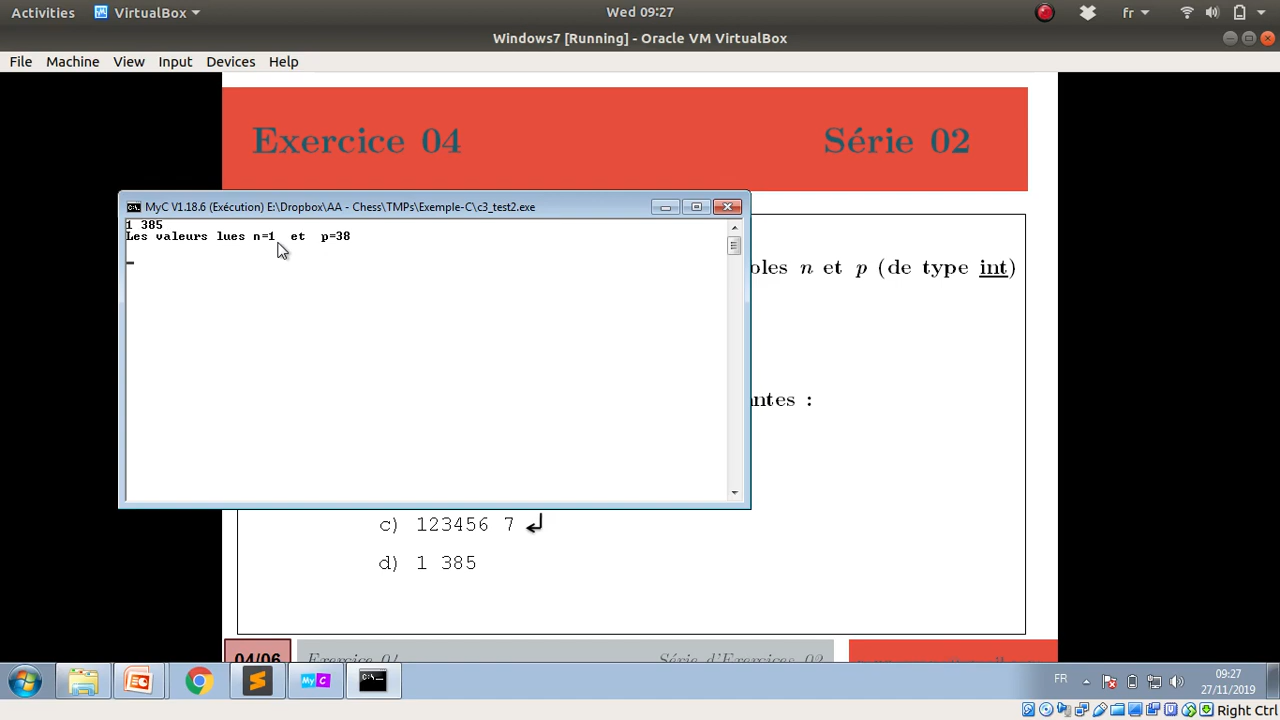 Activities VirtualBox Wed 09:27 fr
Windows7 [Running] - Oracle VM VirtualBox
File Machine View Input Devices Help
Exercice 04 Série 02
MyC V1.18.6 (Exécution) E:\Dropbox\AA - Chess\TMPs\Exemple-C\c3_test2.exe
1 385
Les valeurs lues n=1 et p=38
oles n et p (de type int)
antes :
c) 123456 7 ↲
d) 1 385
04/06 Exercice 04 Série d'Exercices 02
MyC
FR 09:27
27/11/2019
Right Ctrl